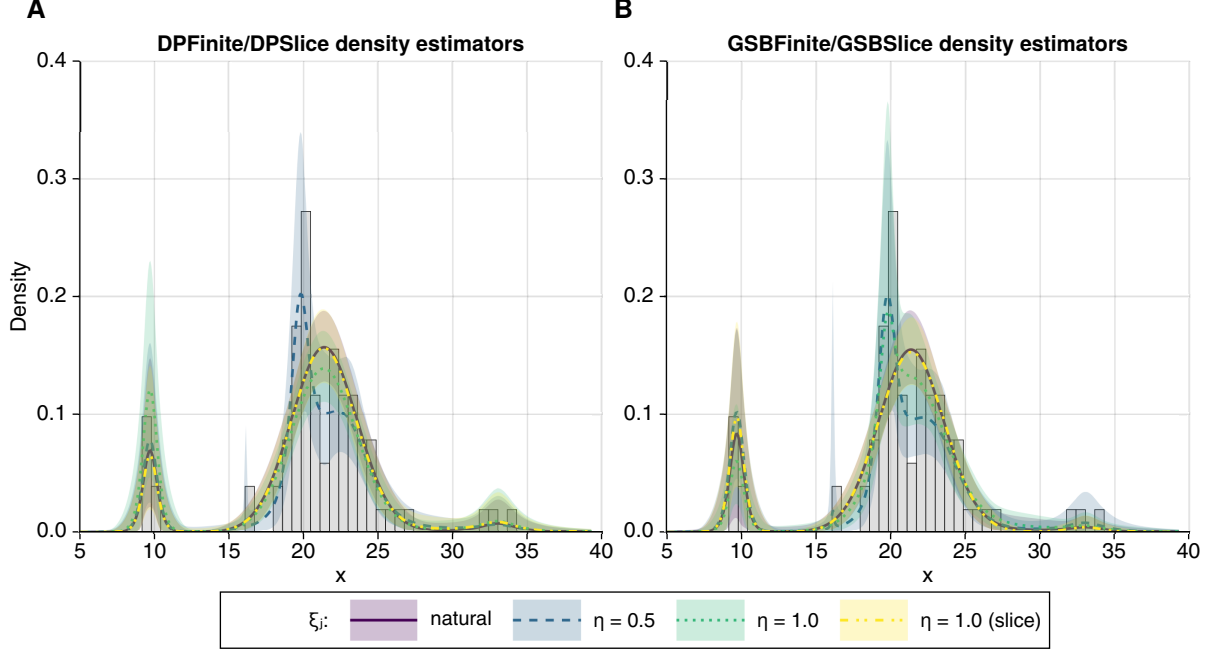 A
B
DPFinite/DPSlice density estimators
GSBFinite/GSBSlice density estimators
0.4
0.3
0.2
0.1
0.0
Density
5 10 15 20 25 30 35 40
x
0.4
0.3
0.2
0.1
0.0
5 10 15 20 25 30 35 40
x
ξⱼ: natural η = 0.5 η = 1.0 η = 1.0 (slice)